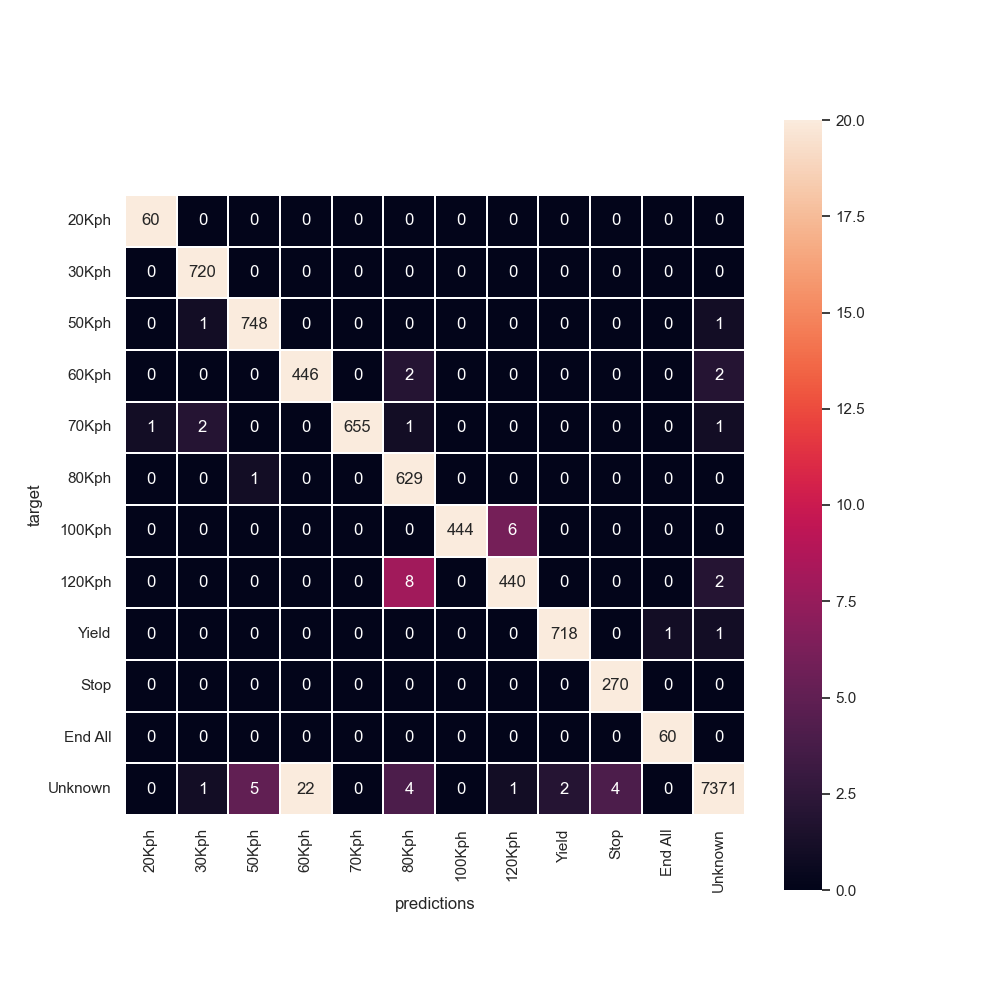 20.0
17.5
15.0
12.5
10.0
7.5
5.0
2.5
0.0
target
20Kph 60 0 0 0 0 0 0 0 0 0 0 0
30Kph 0 720 0 0 0 0 0 0 0 0 0 0
50Kph 0 1 748 0 0 0 0 0 0 0 0 1
60Kph 0 0 0 446 0 2 0 0 0 0 0 2
70Kph 1 2 0 0 655 1 0 0 0 0 0 1
80Kph 0 0 1 0 0 629 0 0 0 0 0 0
100Kph 0 0 0 0 0 0 444 6 0 0 0 0
120Kph 0 0 0 0 0 8 0 440 0 0 0 2
Yield 0 0 0 0 0 0 0 0 718 0 1 1
Stop 0 0 0 0 0 0 0 0 0 270 0 0
End All 0 0 0 0 0 0 0 0 0 0 60 0
Unknown 0 1 5 22 0 4 0 1 2 4 0 7371
20Kph 30Kph 50Kph 60Kph 70Kph 80Kph 100Kph 120Kph Yield Stop End All Unknown
predictions